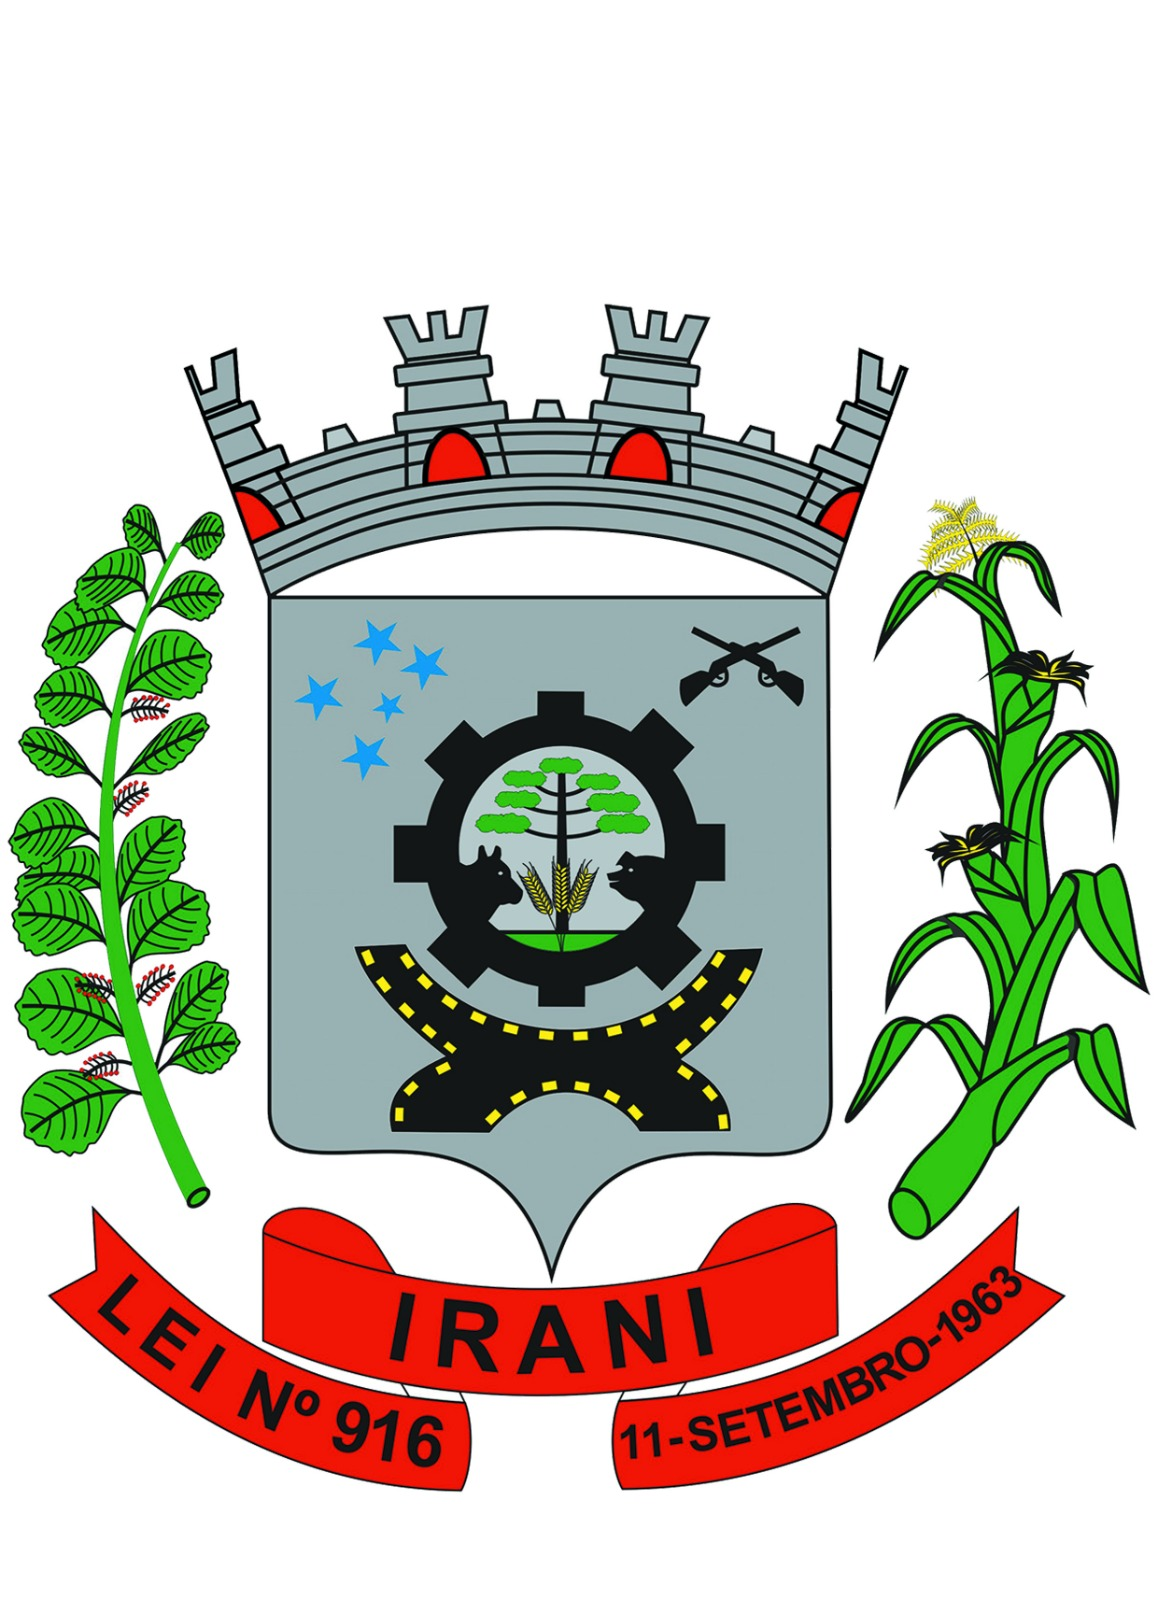 IRANI
LEI Nº 916
11-SETEMBRO-1963